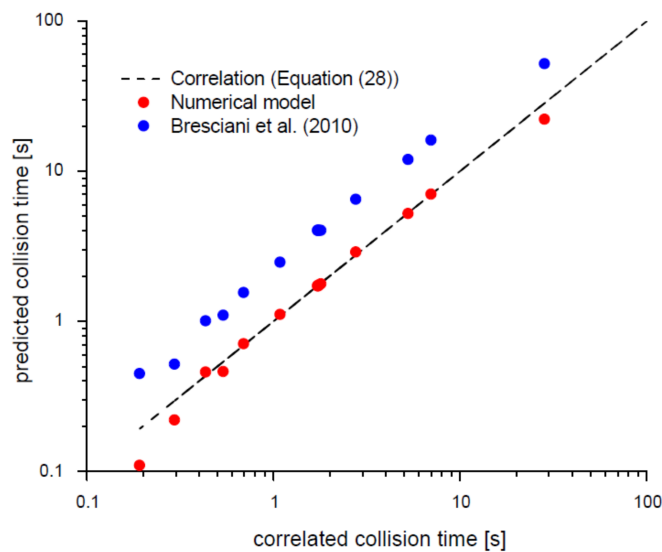 100
10
1
0.1
predicted collision time [s]
Correlation (Equation (28))
Numerical model
Bresciani et al. (2010)
0.1
1
10
100
correlated collision time [s]